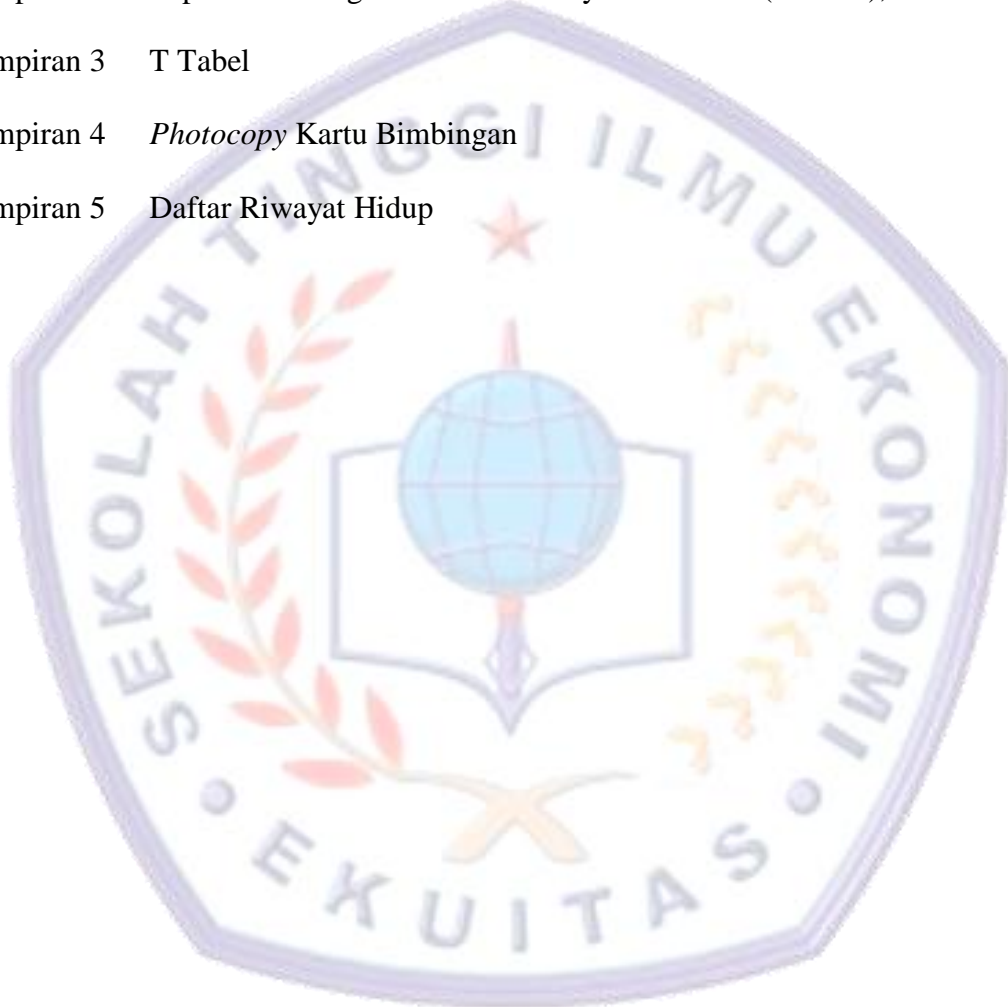 mpiran 3 T Tabel
mpiran 4 Photocopy Kartu Bimbingan
mpiran 5 Daftar Riwayat Hidup
SEKOLAH TINGGI ILMU EKONOMI
• EKUITAS •